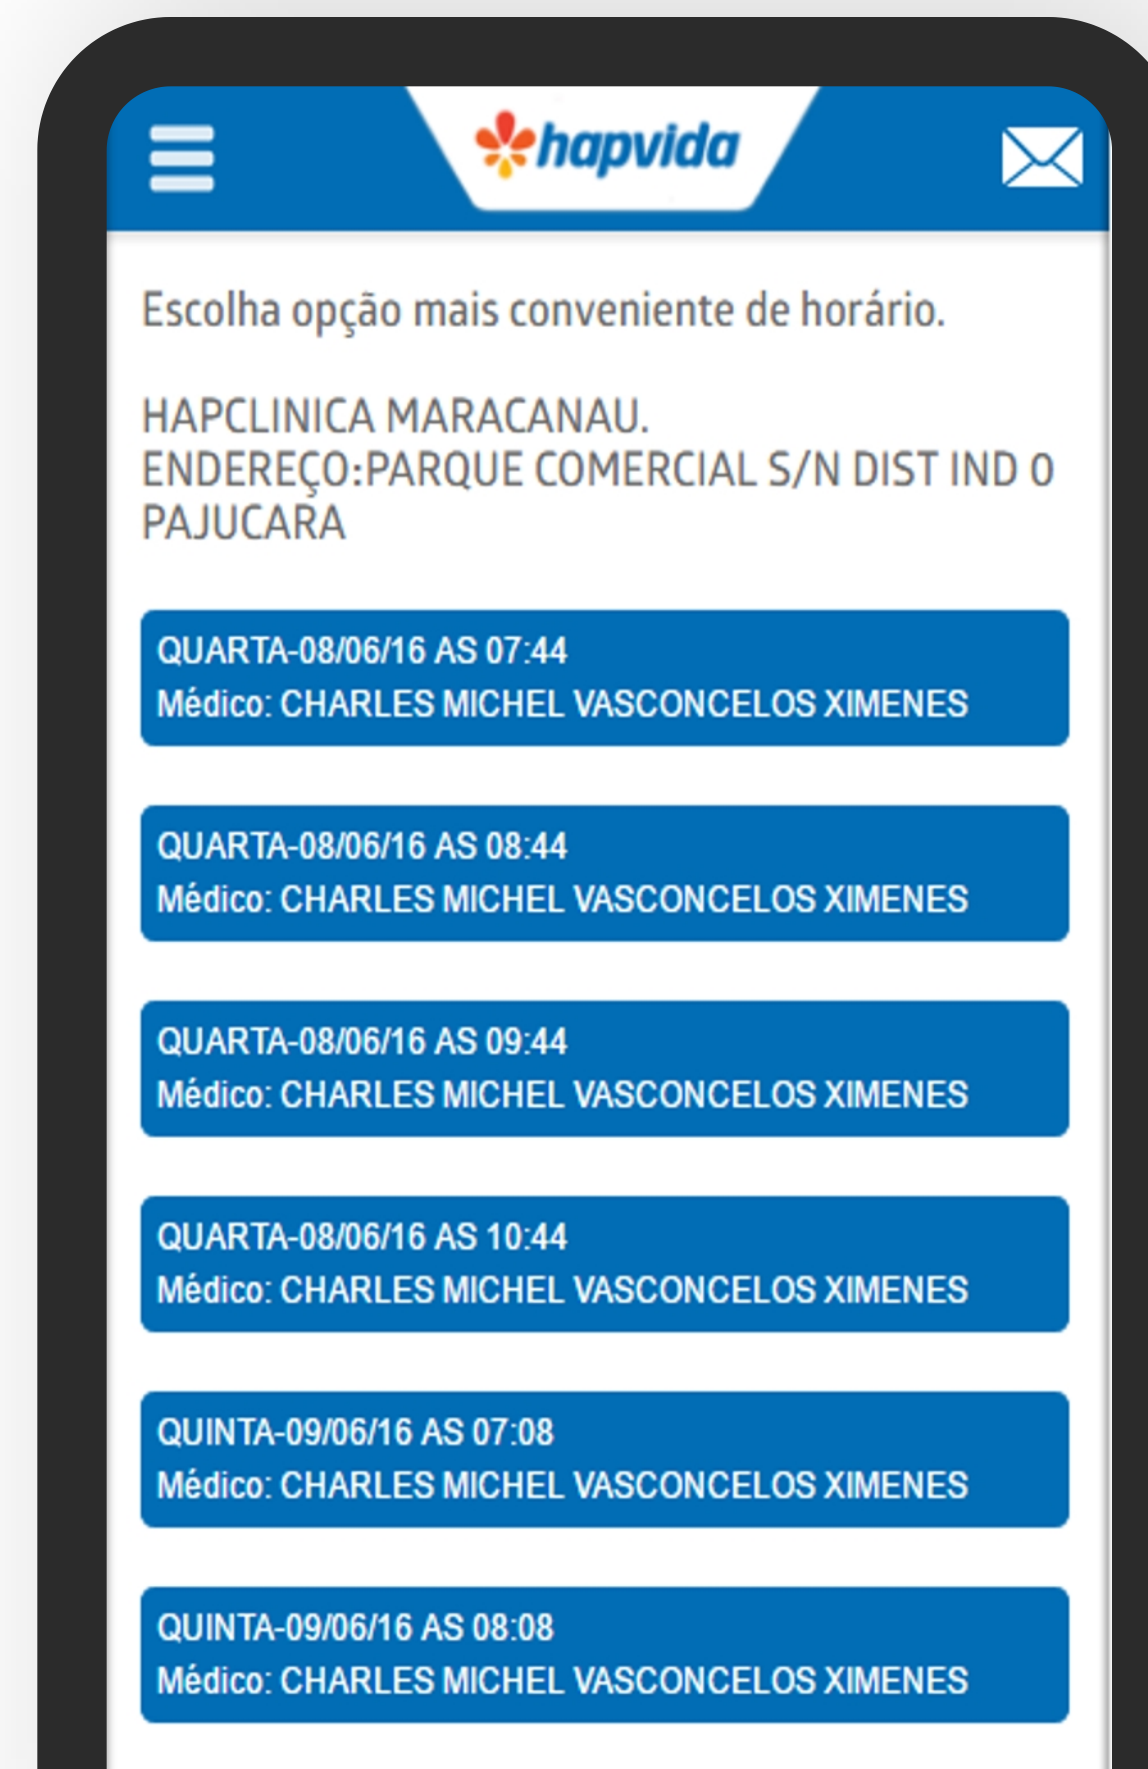 hapvida
Escolha opção mais conveniente de horário.
HAPCLINICA MARACANAU.
ENDEREÇO:PARQUE COMERCIAL S/N DIST IND 0
PAJUCARA
QUARTA-08/06/16 AS 07:44
Médico: CHARLES MICHEL VASCONCELOS XIMENES
QUARTA-08/06/16 AS 08:44
Médico: CHARLES MICHEL VASCONCELOS XIMENES
QUARTA-08/06/16 AS 09:44
Médico: CHARLES MICHEL VASCONCELOS XIMENES
QUARTA-08/06/16 AS 10:44
Médico: CHARLES MICHEL VASCONCELOS XIMENES
QUINTA-09/06/16 AS 07:08
Médico: CHARLES MICHEL VASCONCELOS XIMENES
QUINTA-09/06/16 AS 08:08
Médico: CHARLES MICHEL VASCONCELOS XIMENES